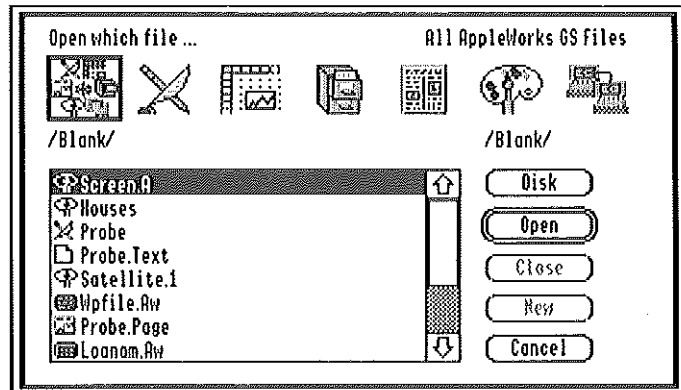 Open which file ...
All AppleWorks GS Files
/Blank/
/Blank/
Screen.A
Houses
Probe
Probe.Text
Satellite.1
Wpfile.Aw
Probe.Page
Loanam.Aw
Disk
Open
Close
New
Cancel